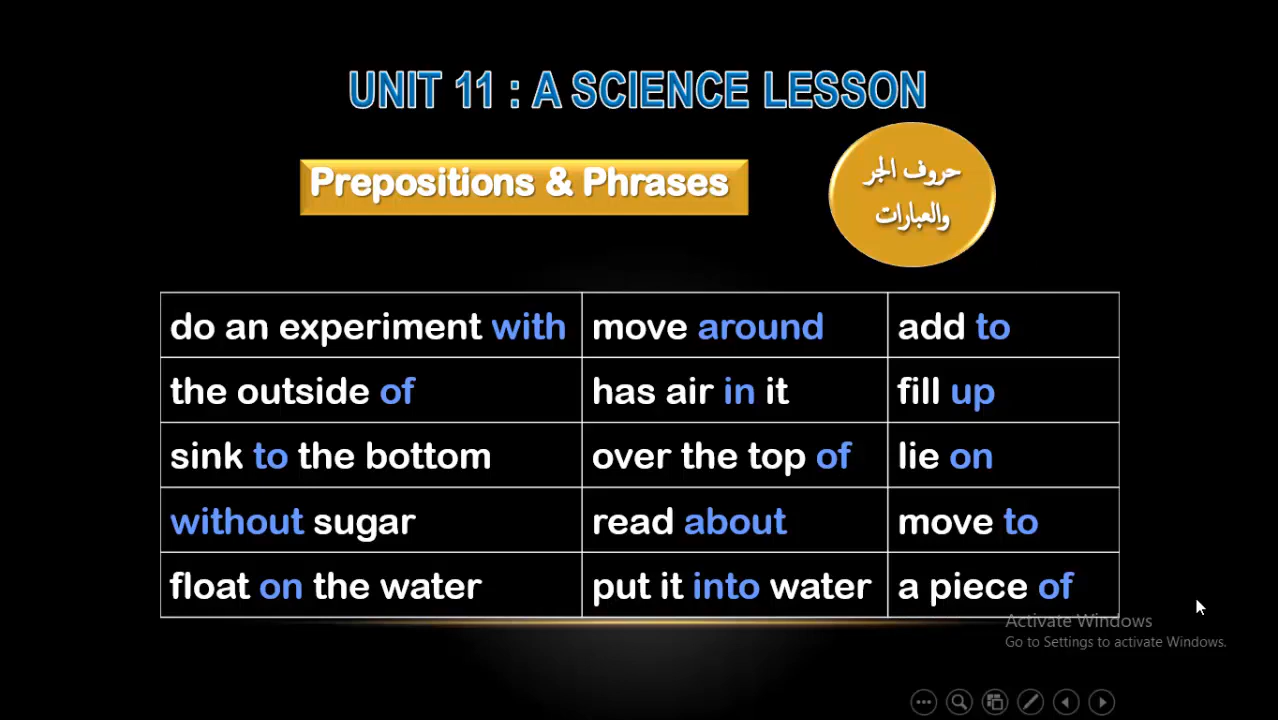 UNIT 11 : A SCIENCE LESSON
Prepositions & Phrases
حروف الجر
والعبارات
do an experiment with
move around
add to
the outside of
has air in it
fill up
sink to the bottom
over the top of
lie on
without sugar
read about
move to
float on the water
put it into water
a piece of
Activate Windows
Go to Settings to activate Windows.